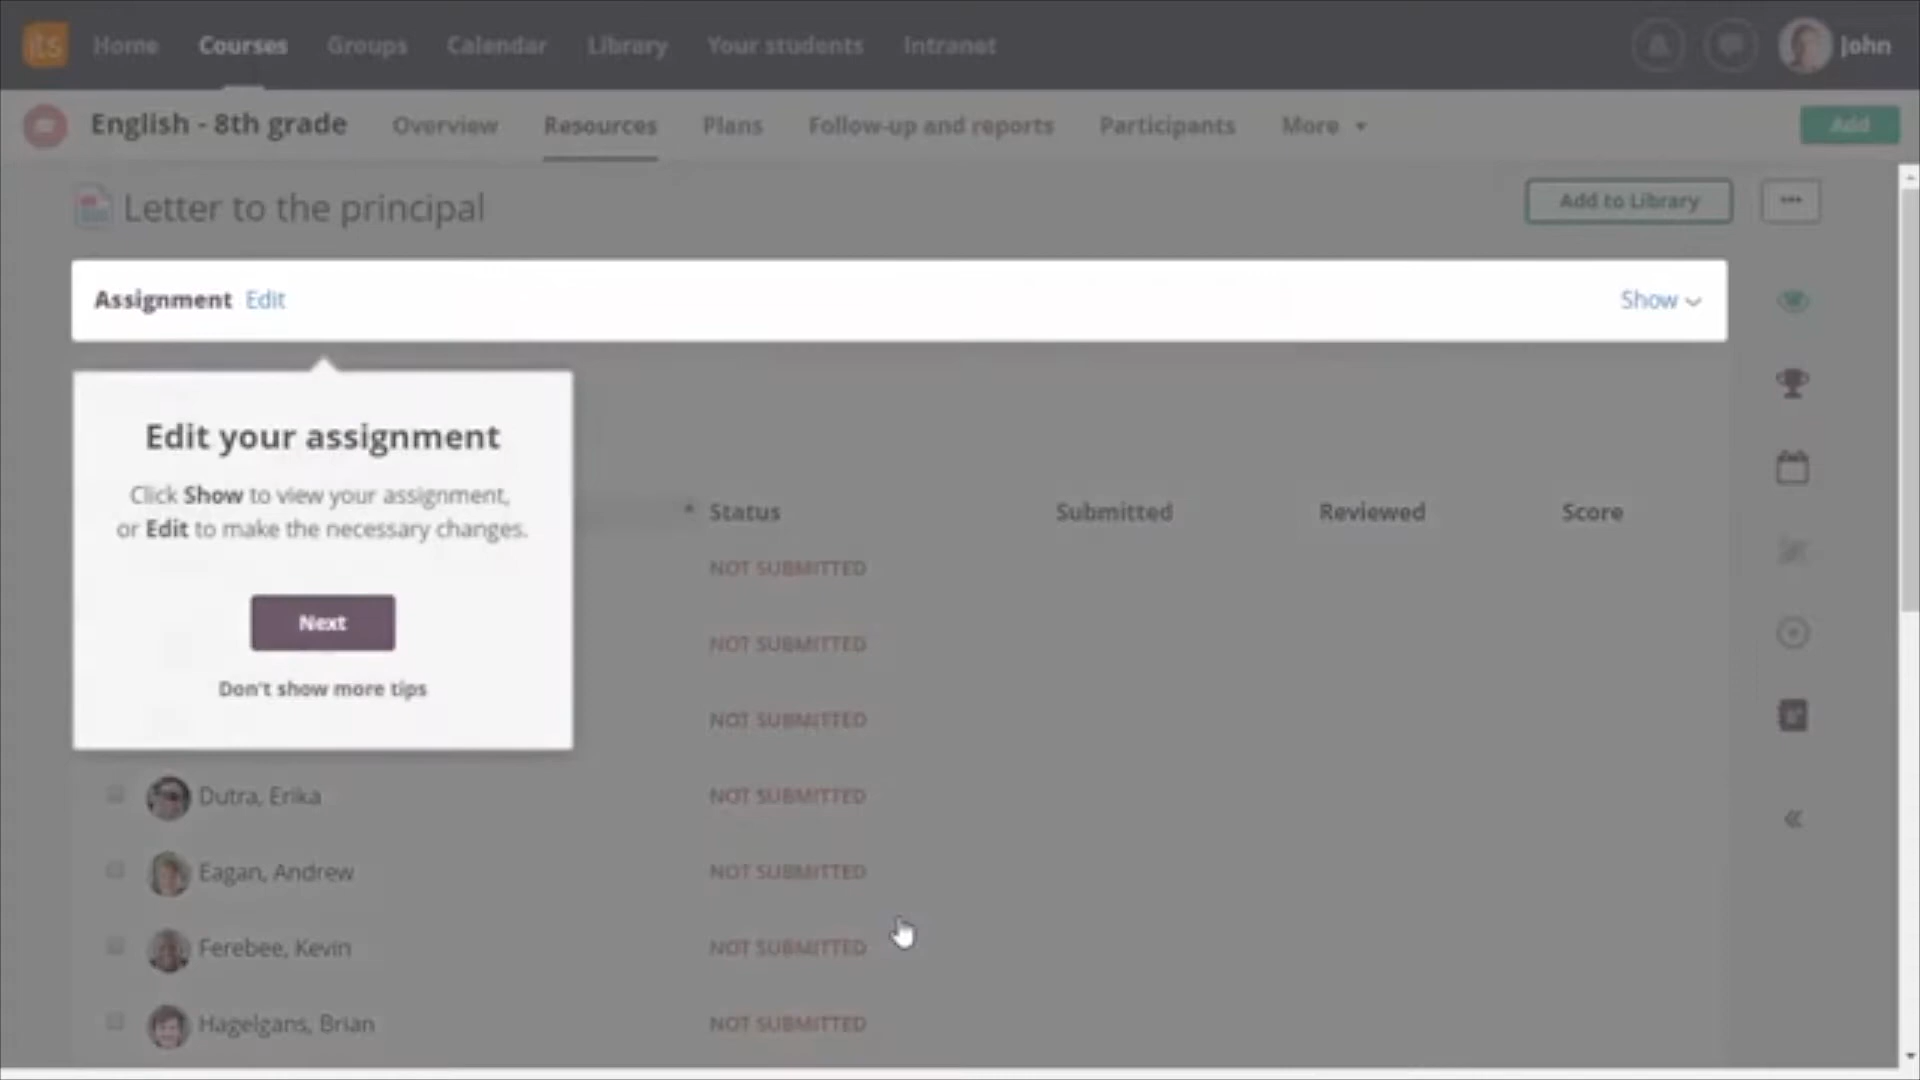 its Home Courses Groups Calendar Library Your students Intranet John
English - 8th grade Overview Resources Plans Follow-up and reports Participants More Add
Letter to the principal Add to Library
Assignment Edit Show
Edit your assignment
Click Show to view your assignment,
or Edit to make the necessary changes.
Next
Don't show more tips
Status Submitted Reviewed Score
NOT SUBMITTED
NOT SUBMITTED
NOT SUBMITTED
Dutra, Erika NOT SUBMITTED
Eagan, Andrew NOT SUBMITTED
Ferebee, Kevin NOT SUBMITTED
Hagelgans, Brian NOT SUBMITTED